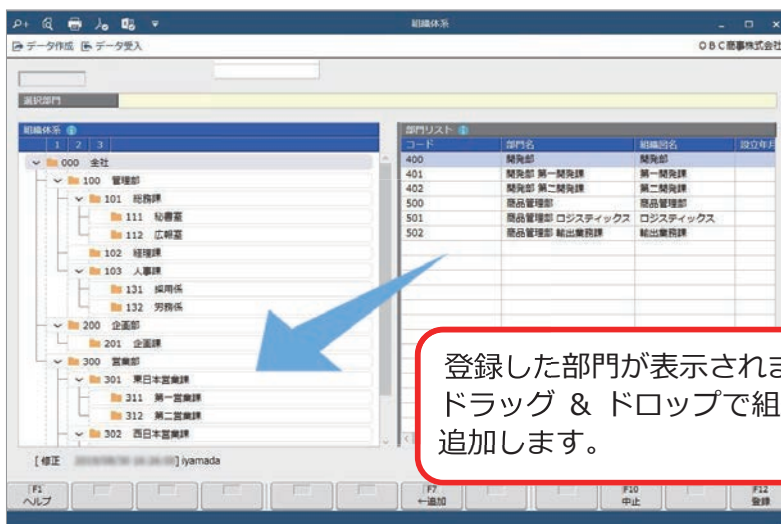 組織体系
データ作成 データ受入
OBC商事株式会社
選択部門
組織体系
1 2 3
000 全社
100 管理部
101 総務課
111 秘書室
112 広報室
102 経理課
103 人事課
131 採用係
132 労務係
200 企画部
201 企画課
300 営業部
301 東日本営業課
311 第一営業課
312 第二営業課
302 西日本営業課
部門リスト
コード 部門名 組織図名 設立年月
400 開発部 開発部
401 開発部 第一開発課 第一開発課
402 開発部 第二開発課 第二開発課
500 商品管理部 商品管理部
501 商品管理部 ロジスティックス ロジスティックス
502 商品管理部 輸出業務課 輸出業務課
登録した部門が表示されま
ドラッグ & ドロップで組
追加します。
[修正 ] iyamada
F1 F7 F10 F12
ヘルプ ←追加 中止 登録